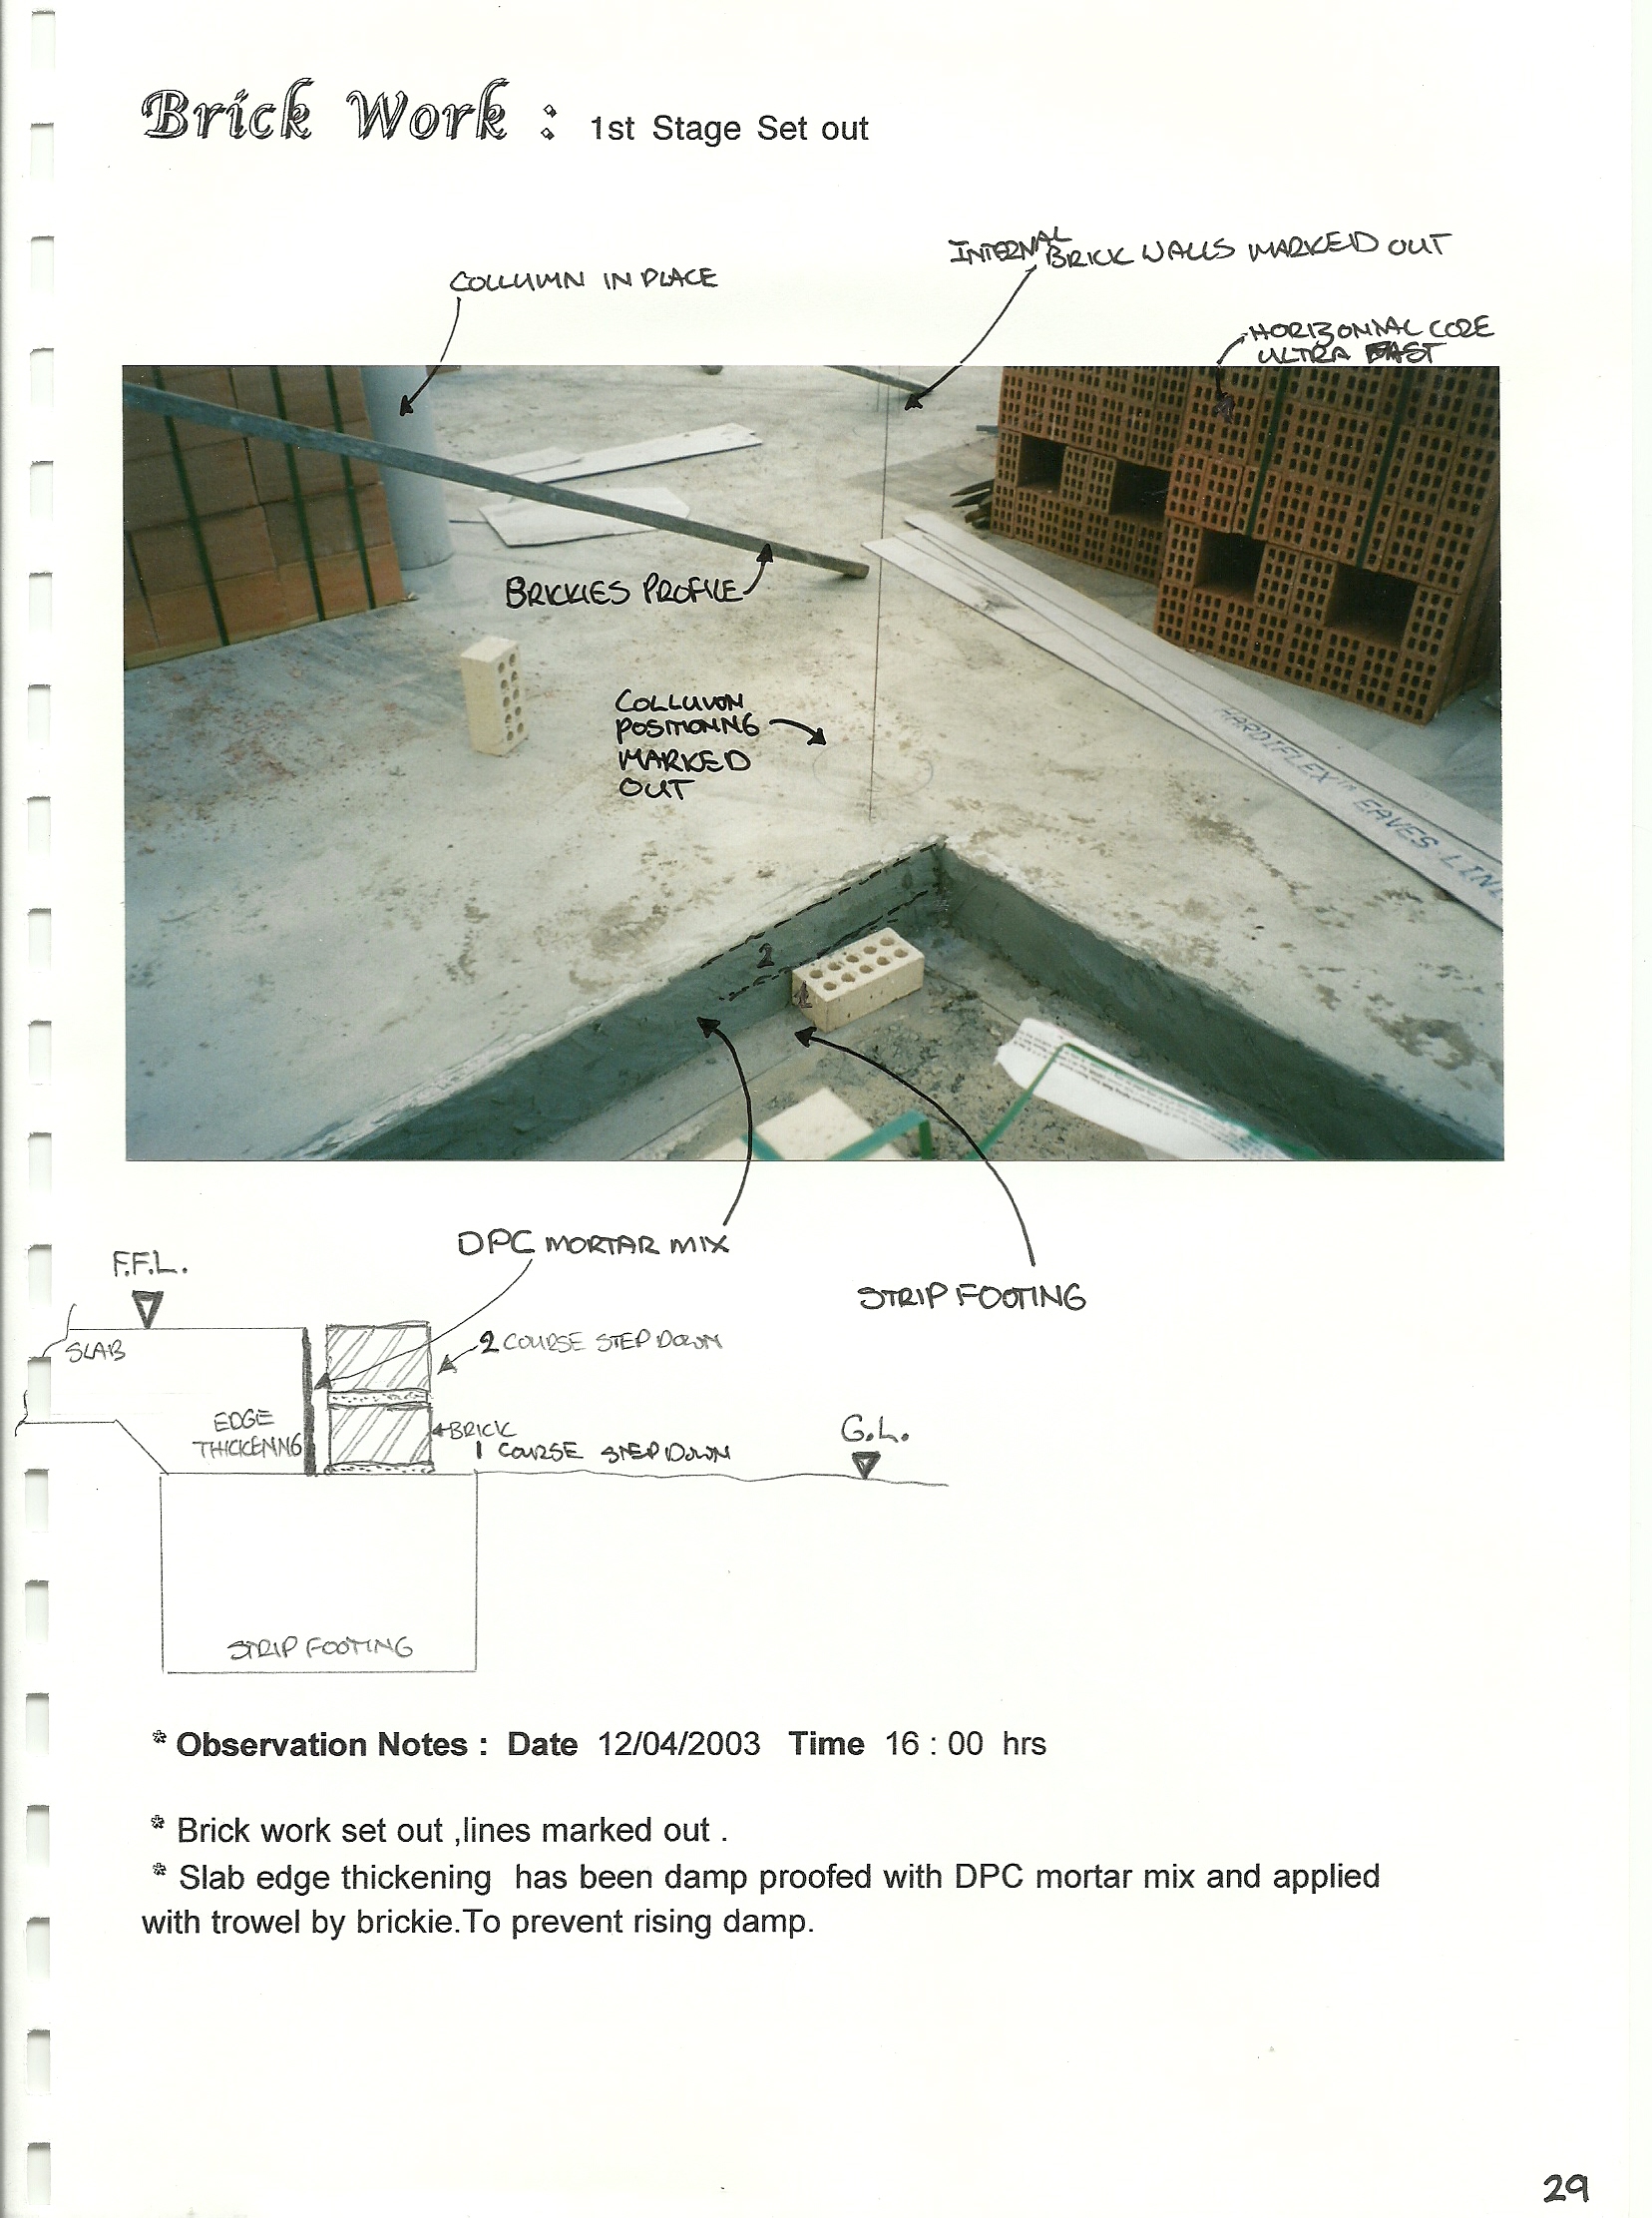 Brick Work : 1st Stage Set out
COLLUMN IN PLACE
INTERNAL
BRICK WALLS MARKED OUT
HORIZONTAL CORE
ULTRA FAST
BRICKIES PROFILE
COLLUMN
POSITIONNG
MARKED
OUT
HARDIFLEX™ EAVES LIN
2
1
DPC MORTAR MIX
STRIP FOOTING
F.F.L.
SLAB
2 COURSE STEP DOWN
EDGE
THICKENNG
BRICK
1 COURSE STEP DOWN
G.L.
STRIP FOOTING
* Observation Notes : Date 12/04/2003 Time 16 : 00 hrs
* Brick work set out ,lines marked out .
* Slab edge thickening has been damp proofed with DPC mortar mix and applied
with trowel by brickie.To prevent rising damp.
29